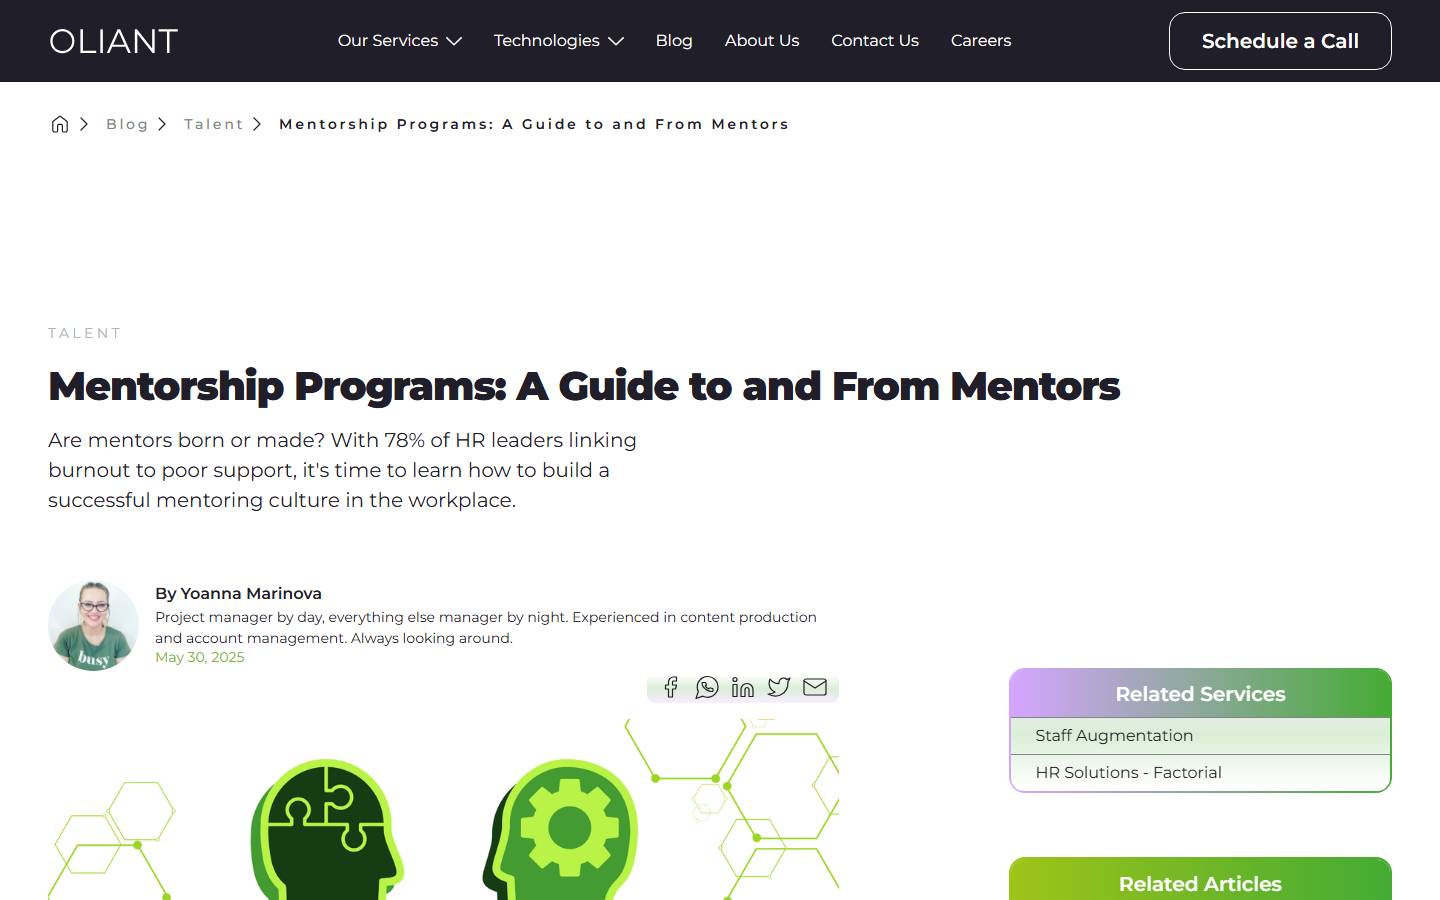 OLIANT
Our Services
Technologies
Blog
About Us
Contact Us
Careers
Schedule a Call
Blog
Talent
Mentorship Programs: A Guide to and From Mentors
TALENT
Mentorship Programs: A Guide to and From Mentors
Are mentors born or made? With 78% of HR leaders linking
burnout to poor support, it's time to learn how to build a
successful mentoring culture in the workplace.
By Yoanna Marinova
Project manager by day, everything else manager by night. Experienced in content production
and account management. Always looking around.
busy
May 30, 2025
Related Services
Staff Augmentation
HR Solutions - Factorial
Related Articles